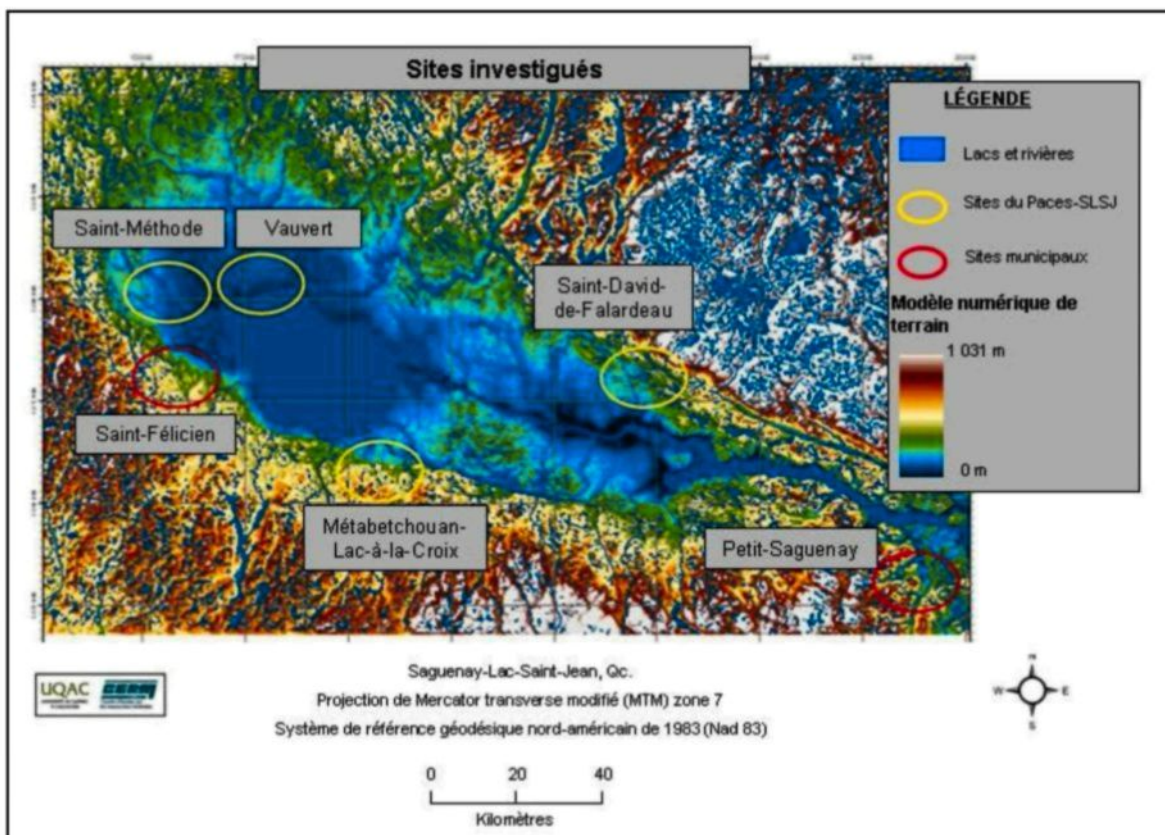 Sites investigués
LÉGENDE
Lacs et rivières
Sites du Paces-SLSJ
Sites municipaux
Modèle numérique de
terrain
1 031 m
0 m
Saint-Méthode
Vauvert
Saint-David-
de-Falardeau
Saint-Félicien
Métabetchouan-
Lac-à-la-Croix
Petit-Saguenay
UQAC
CERM
Saguenay-Lac-Saint-Jean, Qc.
Projection de Mercator transverse modifié (MTM) zone 7
Système de référence géodésique nord-américain de 1983 (Nad 83)
N
W E
S
0 20 40
Kilomètres